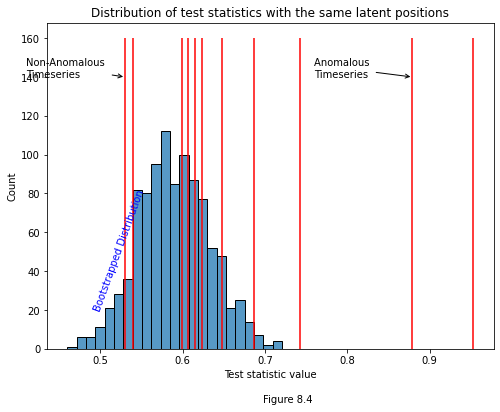 Distribution of test statistics with the same latent positions
160
Non-Anomalous
Timeseries
Anomalous
Timeseries
140
120
100
80
60
40
20
0
Count
Bootstrapped Distribution
0.5 0.6 0.7 0.8 0.9
Test statistic value
Figure 8.4